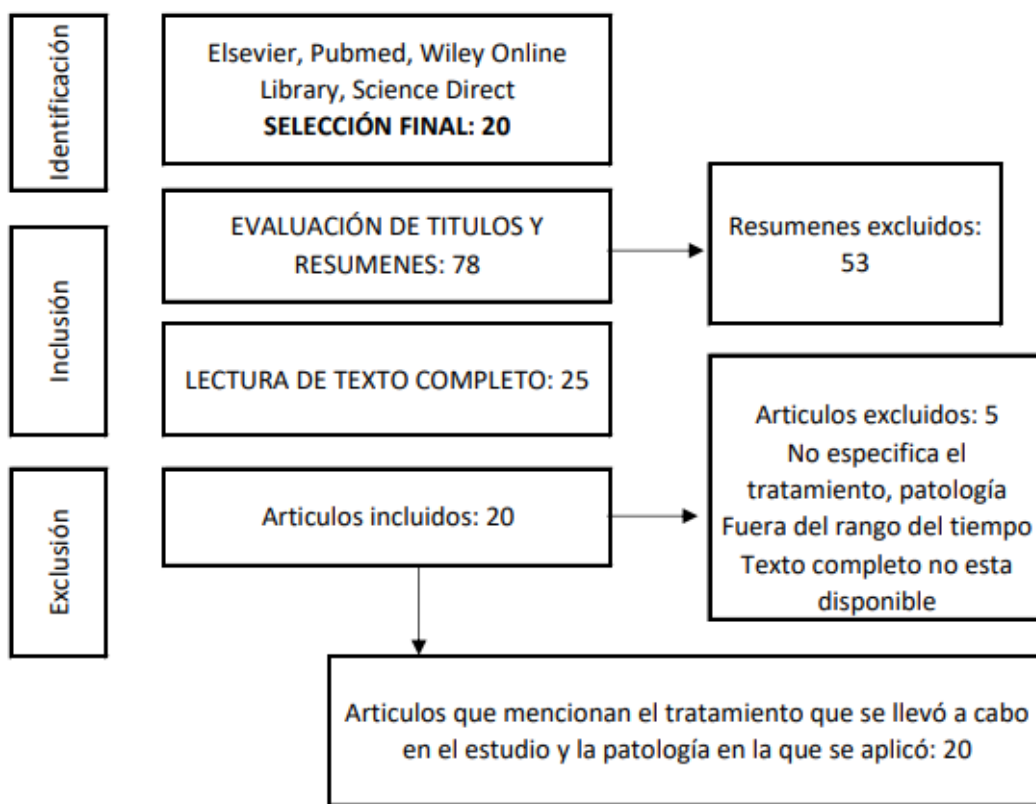 Identificación
Elsevier, Pubmed, Wiley Online
Library, Science Direct
SELECCIÓN FINAL: 20
EVALUACIÓN DE TITULOS Y
RESUMENES: 78
Resumenes excluidos:
53
Inclusión
LECTURA DE TEXTO COMPLETO: 25
Articulos excluidos: 5
No especifica el
tratamiento, patología
Fuera del rango del tiempo
Texto completo no esta
disponible
Exclusión
Articulos incluidos: 20
Articulos que mencionan el tratamiento que se llevó a cabo
en el estudio y la patología en la que se aplicó: 20